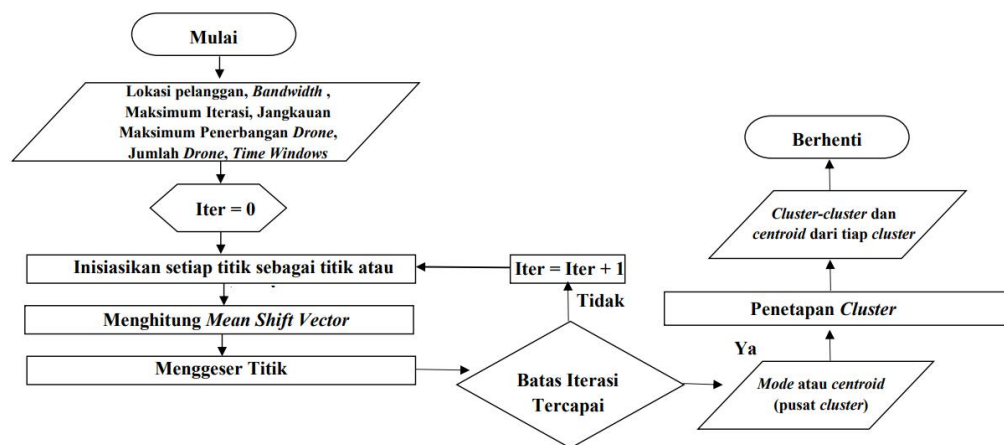 Mulai
Lokasi pelanggan, Bandwidth ,
Maksimum Iterasi, Jangkauan
Maksimum Penerbangan Drone,
Jumlah Drone, Time Windows
Iter = 0
Inisiasikan setiap titik sebagai titik atau
Menghitung Mean Shift Vector
Menggeser Titik
Batas Iterasi
Tercapai
Tidak
Iter = Iter + 1
Ya
Mode atau centroid
(pusat cluster)
Penetapan Cluster
Cluster-cluster dan
centroid dari tiap cluster
Berhenti